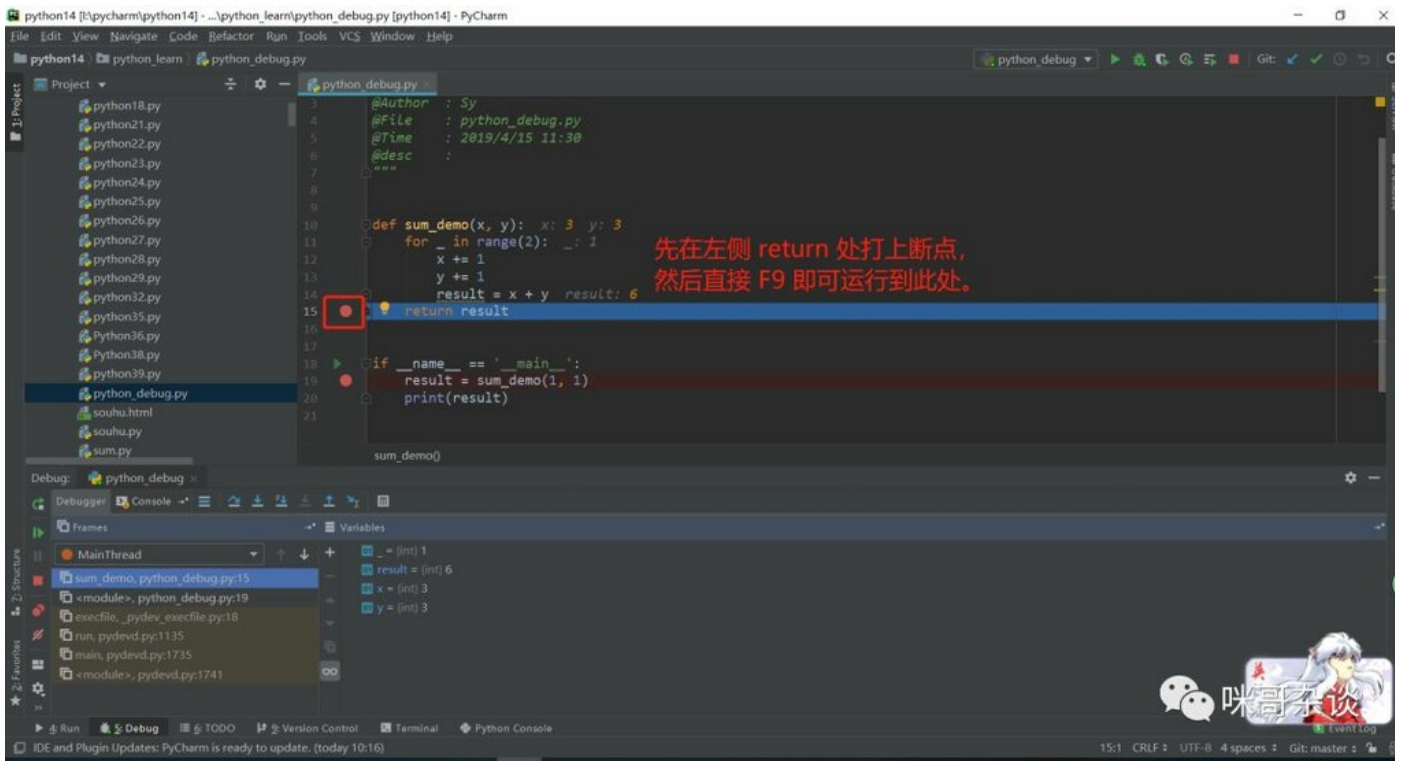 python14 [I:\pycharm\python14] - ...\python_learn\python_debug.py [python14] - PyCharm
File Edit View Navigate Code Refactor Run Tools VCS Window Help
python14 python_learn python_debug.py python_debug Git:
Project python_debug.py
1: Project
python18.py
python21.py
python22.py
python23.py
python24.py
python25.py
python26.py
python27.py
python28.py
python29.py
python32.py
python35.py
Python36.py
Python38.py
python39.py
python_debug.py
souhu.html
souhu.py
sum.py
3 @Author : Sy
4 @File : python_debug.py
5 @Time : 2019/4/15 11:30
6 @desc :
7 """
8
9
10 def sum_demo(x, y): x: 3 y: 3
11 for _ in range(2): _: 1
12 x += 1
13 y += 1
14 result = x + y result: 6
15 return result
16
17
18 if __name__ == '__main__':
19 result = sum_demo(1, 1)
20 print(result)
21
先在左侧 return 处打上断点,
然后直接 F9 即可运行到此处。
sum_demo()
Debug: python_debug
Debugger Console
Frames Variables
MainThread
sum_demo, python_debug.py:15
<module>, python_debug.py:19
execfile, _pydev_execfile.py:18
run, pydevd.py:1135
main, pydevd.py:1735
<module>, pydevd.py:1741
_ = {int} 1
result = {int} 6
x = {int} 3
y = {int} 3
Z: Structure
2: Favorites
英
咪哥杂谈
4: Run 5: Debug 6: TODO 9: Version Control Terminal Python Console Event Log
IDE and Plugin Updates: PyCharm is ready to update. (today 10:16) 15:1 CRLF UTF-8 4 spaces Git: master